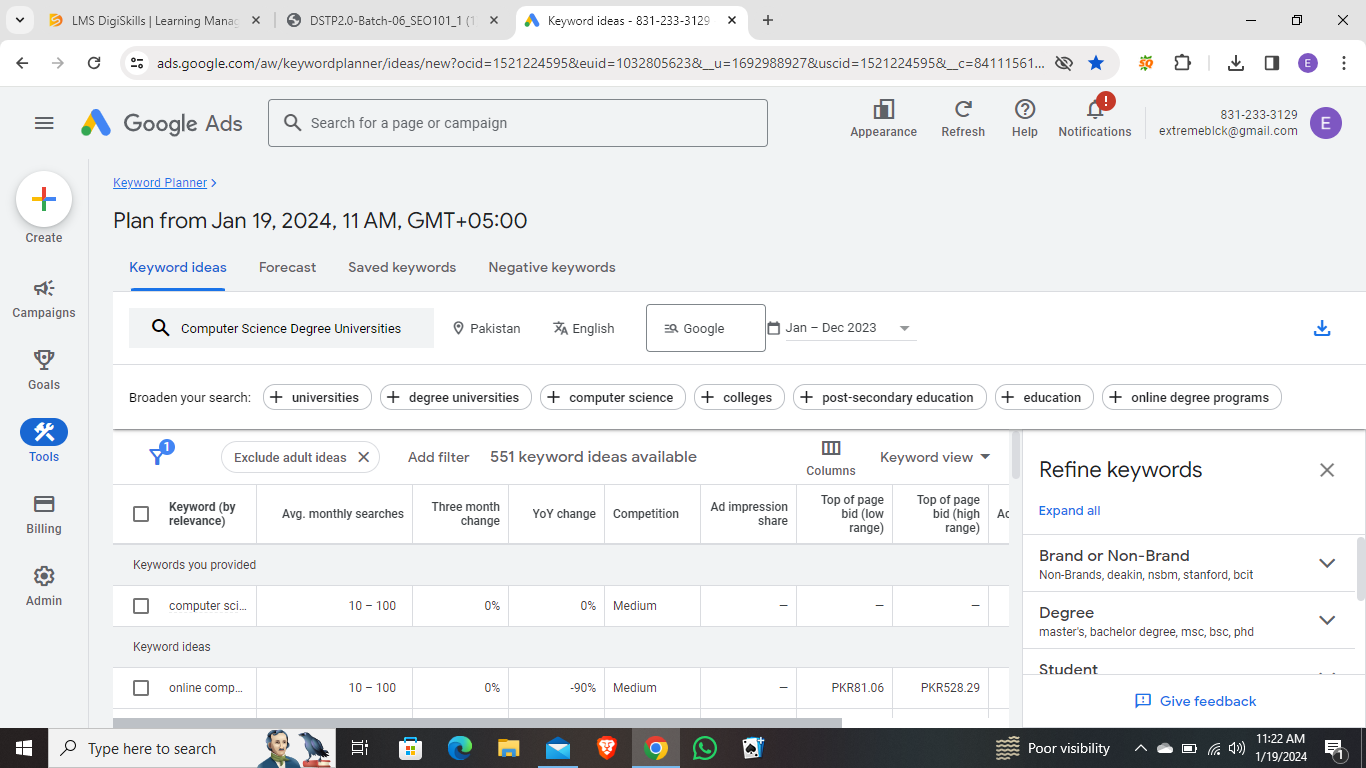 LMS DigiSkills | Learning Manag
DSTP2.0-Batch-06_SEO101_1 (1
Keyword ideas - 831-233-3129
ads.google.com/aw/keywordplanner/ideas/new?ocid=1521224595&euid=1032805623&__u=1692988927&uscid=1521224595&__c=84111561...
SQ
E
Google Ads
Search for a page or campaign
Appearance
Refresh
Help
!
Notifications
831-233-3129
extremeblck@gmail.com
E
Create
Campaigns
Goals
Tools
Billing
Admin
Keyword Planner
Plan from Jan 19, 2024, 11 AM, GMT+05:00
Keyword ideas Forecast Saved keywords Negative keywords
Computer Science Degree Universities Pakistan English Google Jan – Dec 2023
Broaden your search: universities degree universities computer science colleges post-secondary education education online degree programs
1
Exclude adult ideas Add filter 551 keyword ideas available
Columns
Keyword view
Keyword (by
relevance)
Avg. monthly searches
Three month
change
YoY change
Competition
Ad impression
share
Top of page
bid (low
range)
Top of page
bid (high
range)
Ac
Keywords you provided
computer sci... 10 – 100 0% 0% Medium – – –
Keyword ideas
online comp... 10 – 100 0% -90% Medium – PKR81.06 PKR528.29
Refine keywords
Expand all
Brand or Non-Brand
Non-Brands, deakin, nsbm, stanford, bcit
Degree
master's, bachelor degree, msc, bsc, phd
Student
Give feedback
Type here to search
Poor visibility
11:22 AM
1/19/2024
1